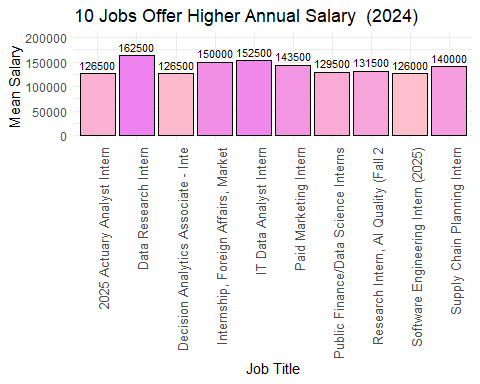 10 Jobs Offer Higher Annual Salary  (2024)
Mean Salary
200000
150000
100000
50000
0
126500
162500
126500
150000
152500
143500
129500
131500
126000
140000
2025 Actuary Analyst Intern
Data Research Intern
Decision Analytics Associate - Inte
Internship, Foreign Affairs, Market
IT Data Analyst Intern
Paid Marketing Intern
Public Finance/Data Science Interns
Research Intern, AI Quality (Fall 2
Software Engineering Intern (2025)
Supply Chain Planning Intern
Job Title